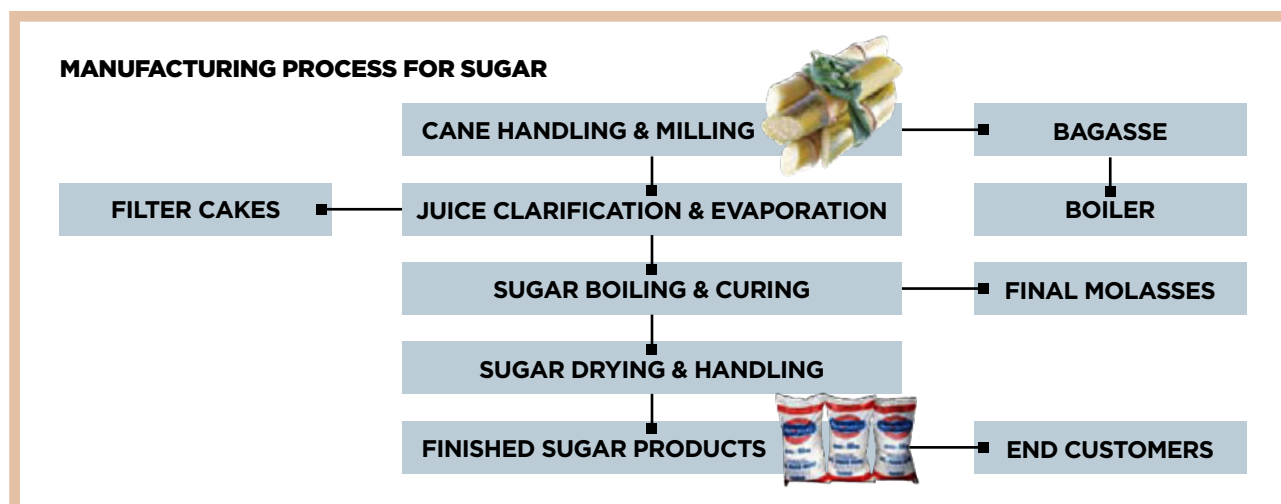 MANUFACTURING PROCESS FOR SUGAR
CANE HANDLING & MILLING
BAGASSE
FILTER CAKES
JUICE CLARIFICATION & EVAPORATION
BOILER
SUGAR BOILING & CURING
FINAL MOLASSES
SUGAR DRYING & HANDLING
FINISHED SUGAR PRODUCTS
END CUSTOMERS